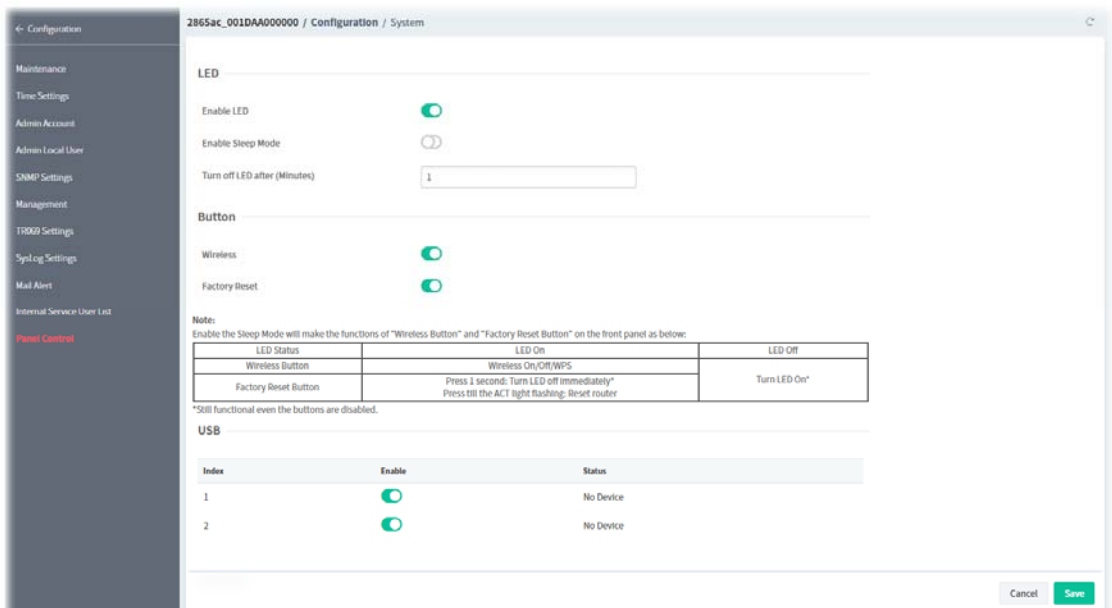 ← Configuration
2865ac_001DAA000000 / Configuration / System
Maintenance
Time Settings
Admin Account
Admin Local User
SNMP Settings
Management
TR069 Settings
SysLog Settings
Mail Alert
Internal Service User List
Panel Control
LED
Enable LED
Enable Sleep Mode
Turn off LED after (Minutes) 1
Button
Wireless
Factory Reset
Note:
Enable the Sleep Mode will make the functions of "Wireless Button" and "Factory Reset Button" on the front panel as below:
LED Status LED On LED Off
Wireless Button Wireless On/Off/WPS
Factory Reset Button Press 1 second: Turn LED off immediately*
Press till the ACT light flashing: Reset router
Turn LED On*
*Still functional even the buttons are disabled.
USB
Index Enable Status
1 No Device
2 No Device
Cancel Save